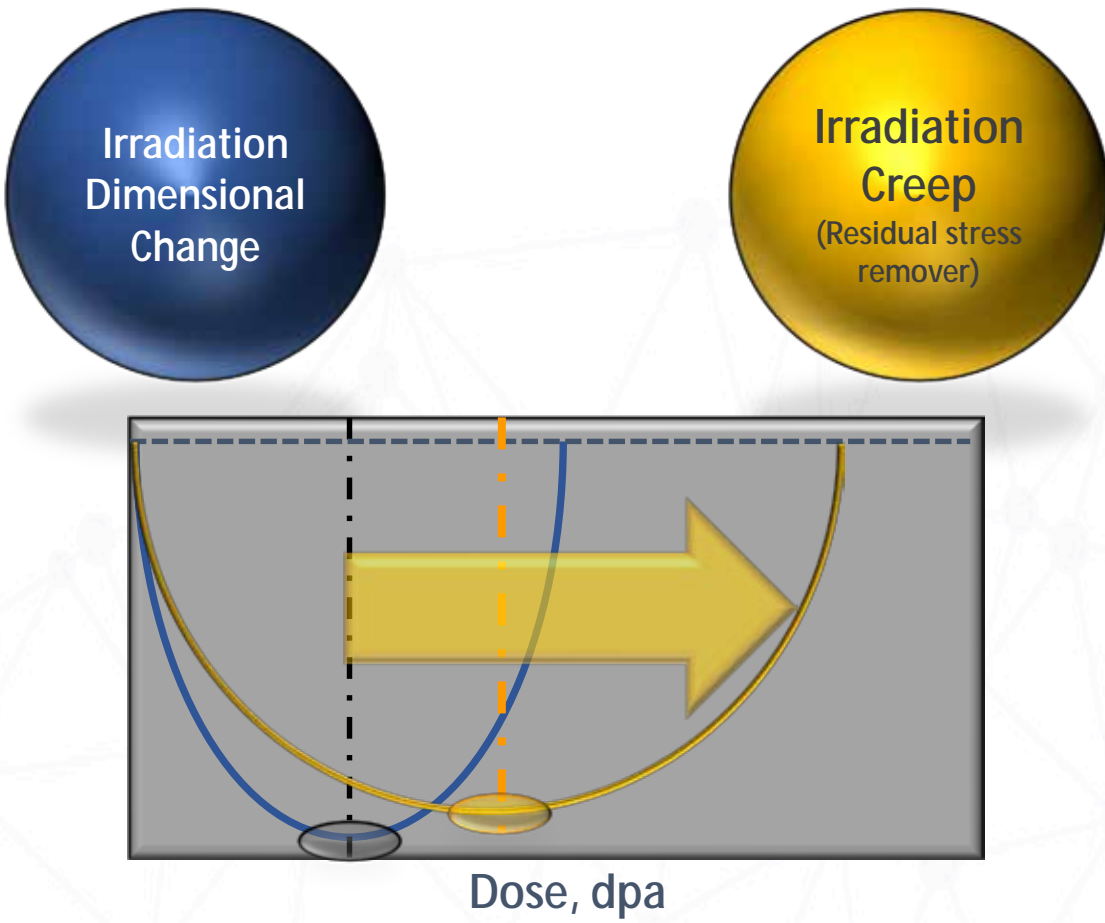 Irradiation
Dimensional
Change
Irradiation
Creep
(Residual stress
remover)
Dose, dpa